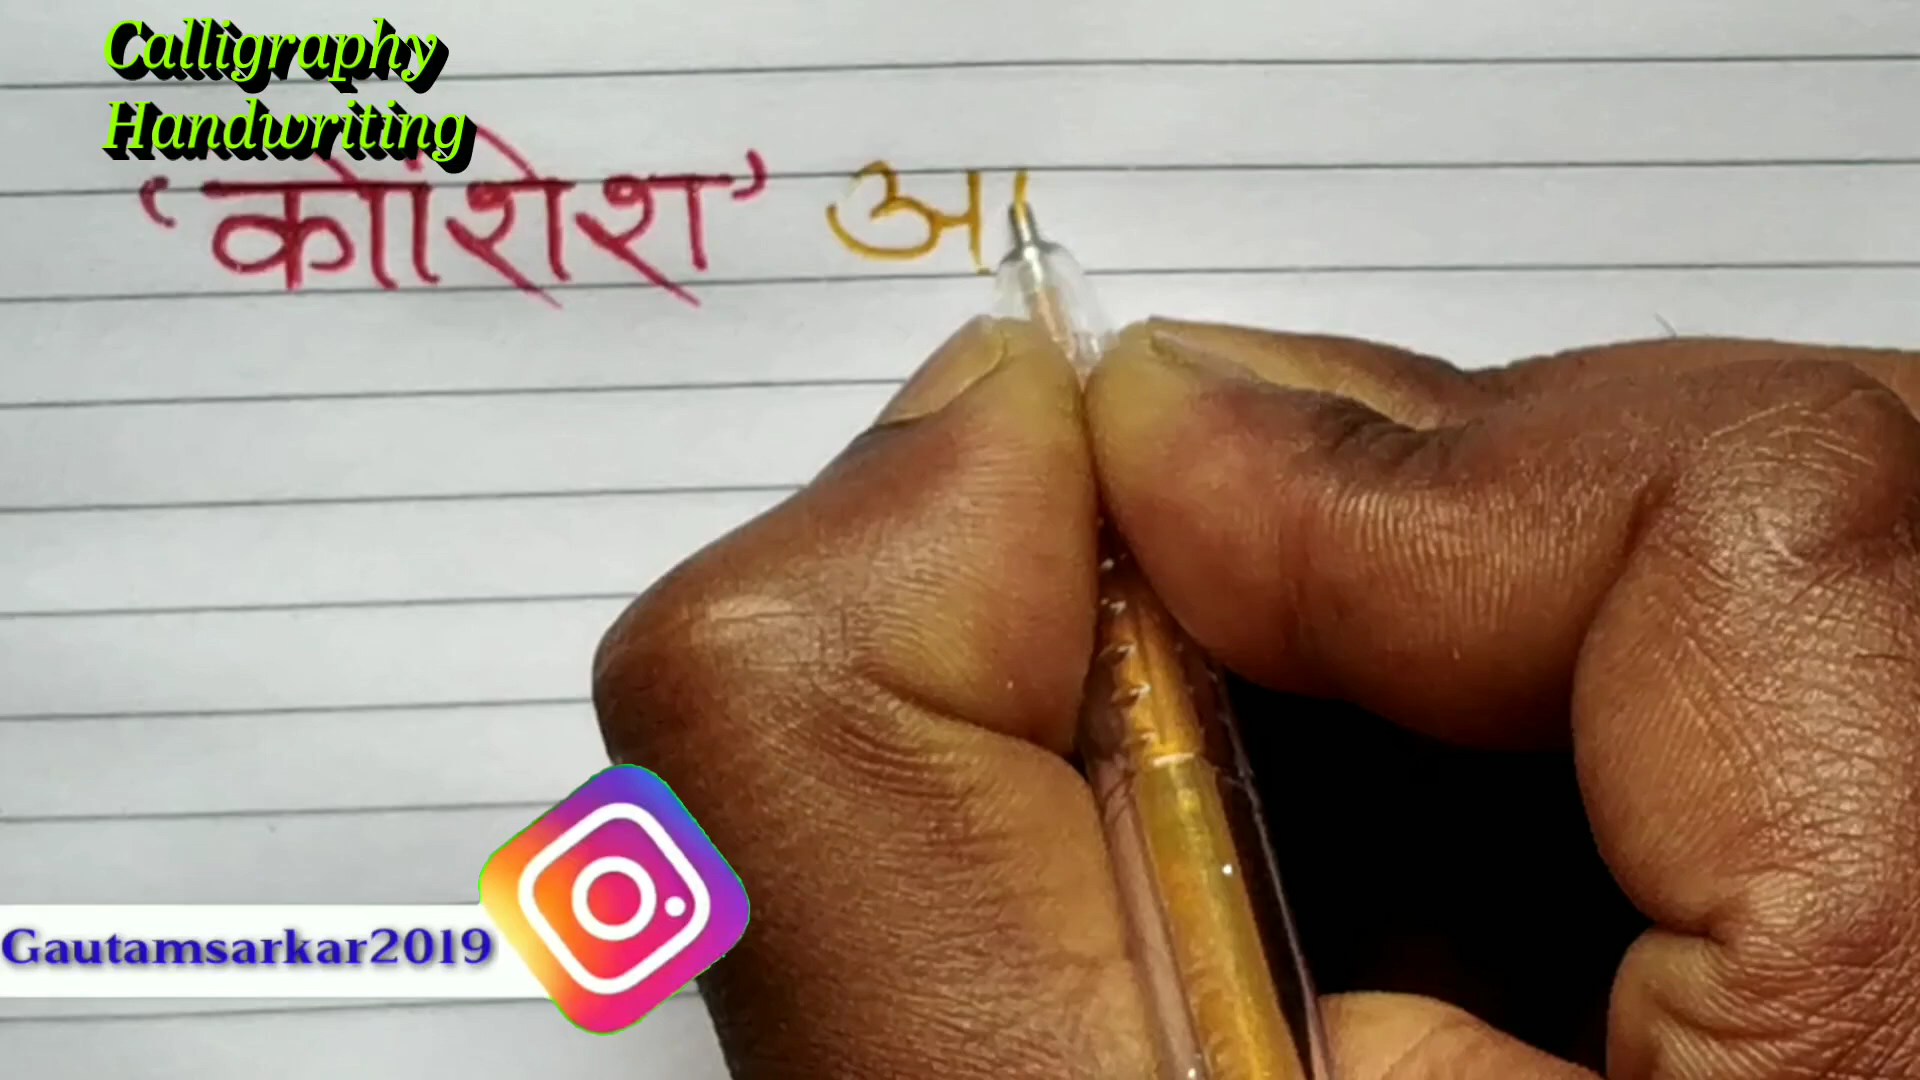 Calligraphy
Handwriting
'कोशिश' अ
Gautamsarkar2019